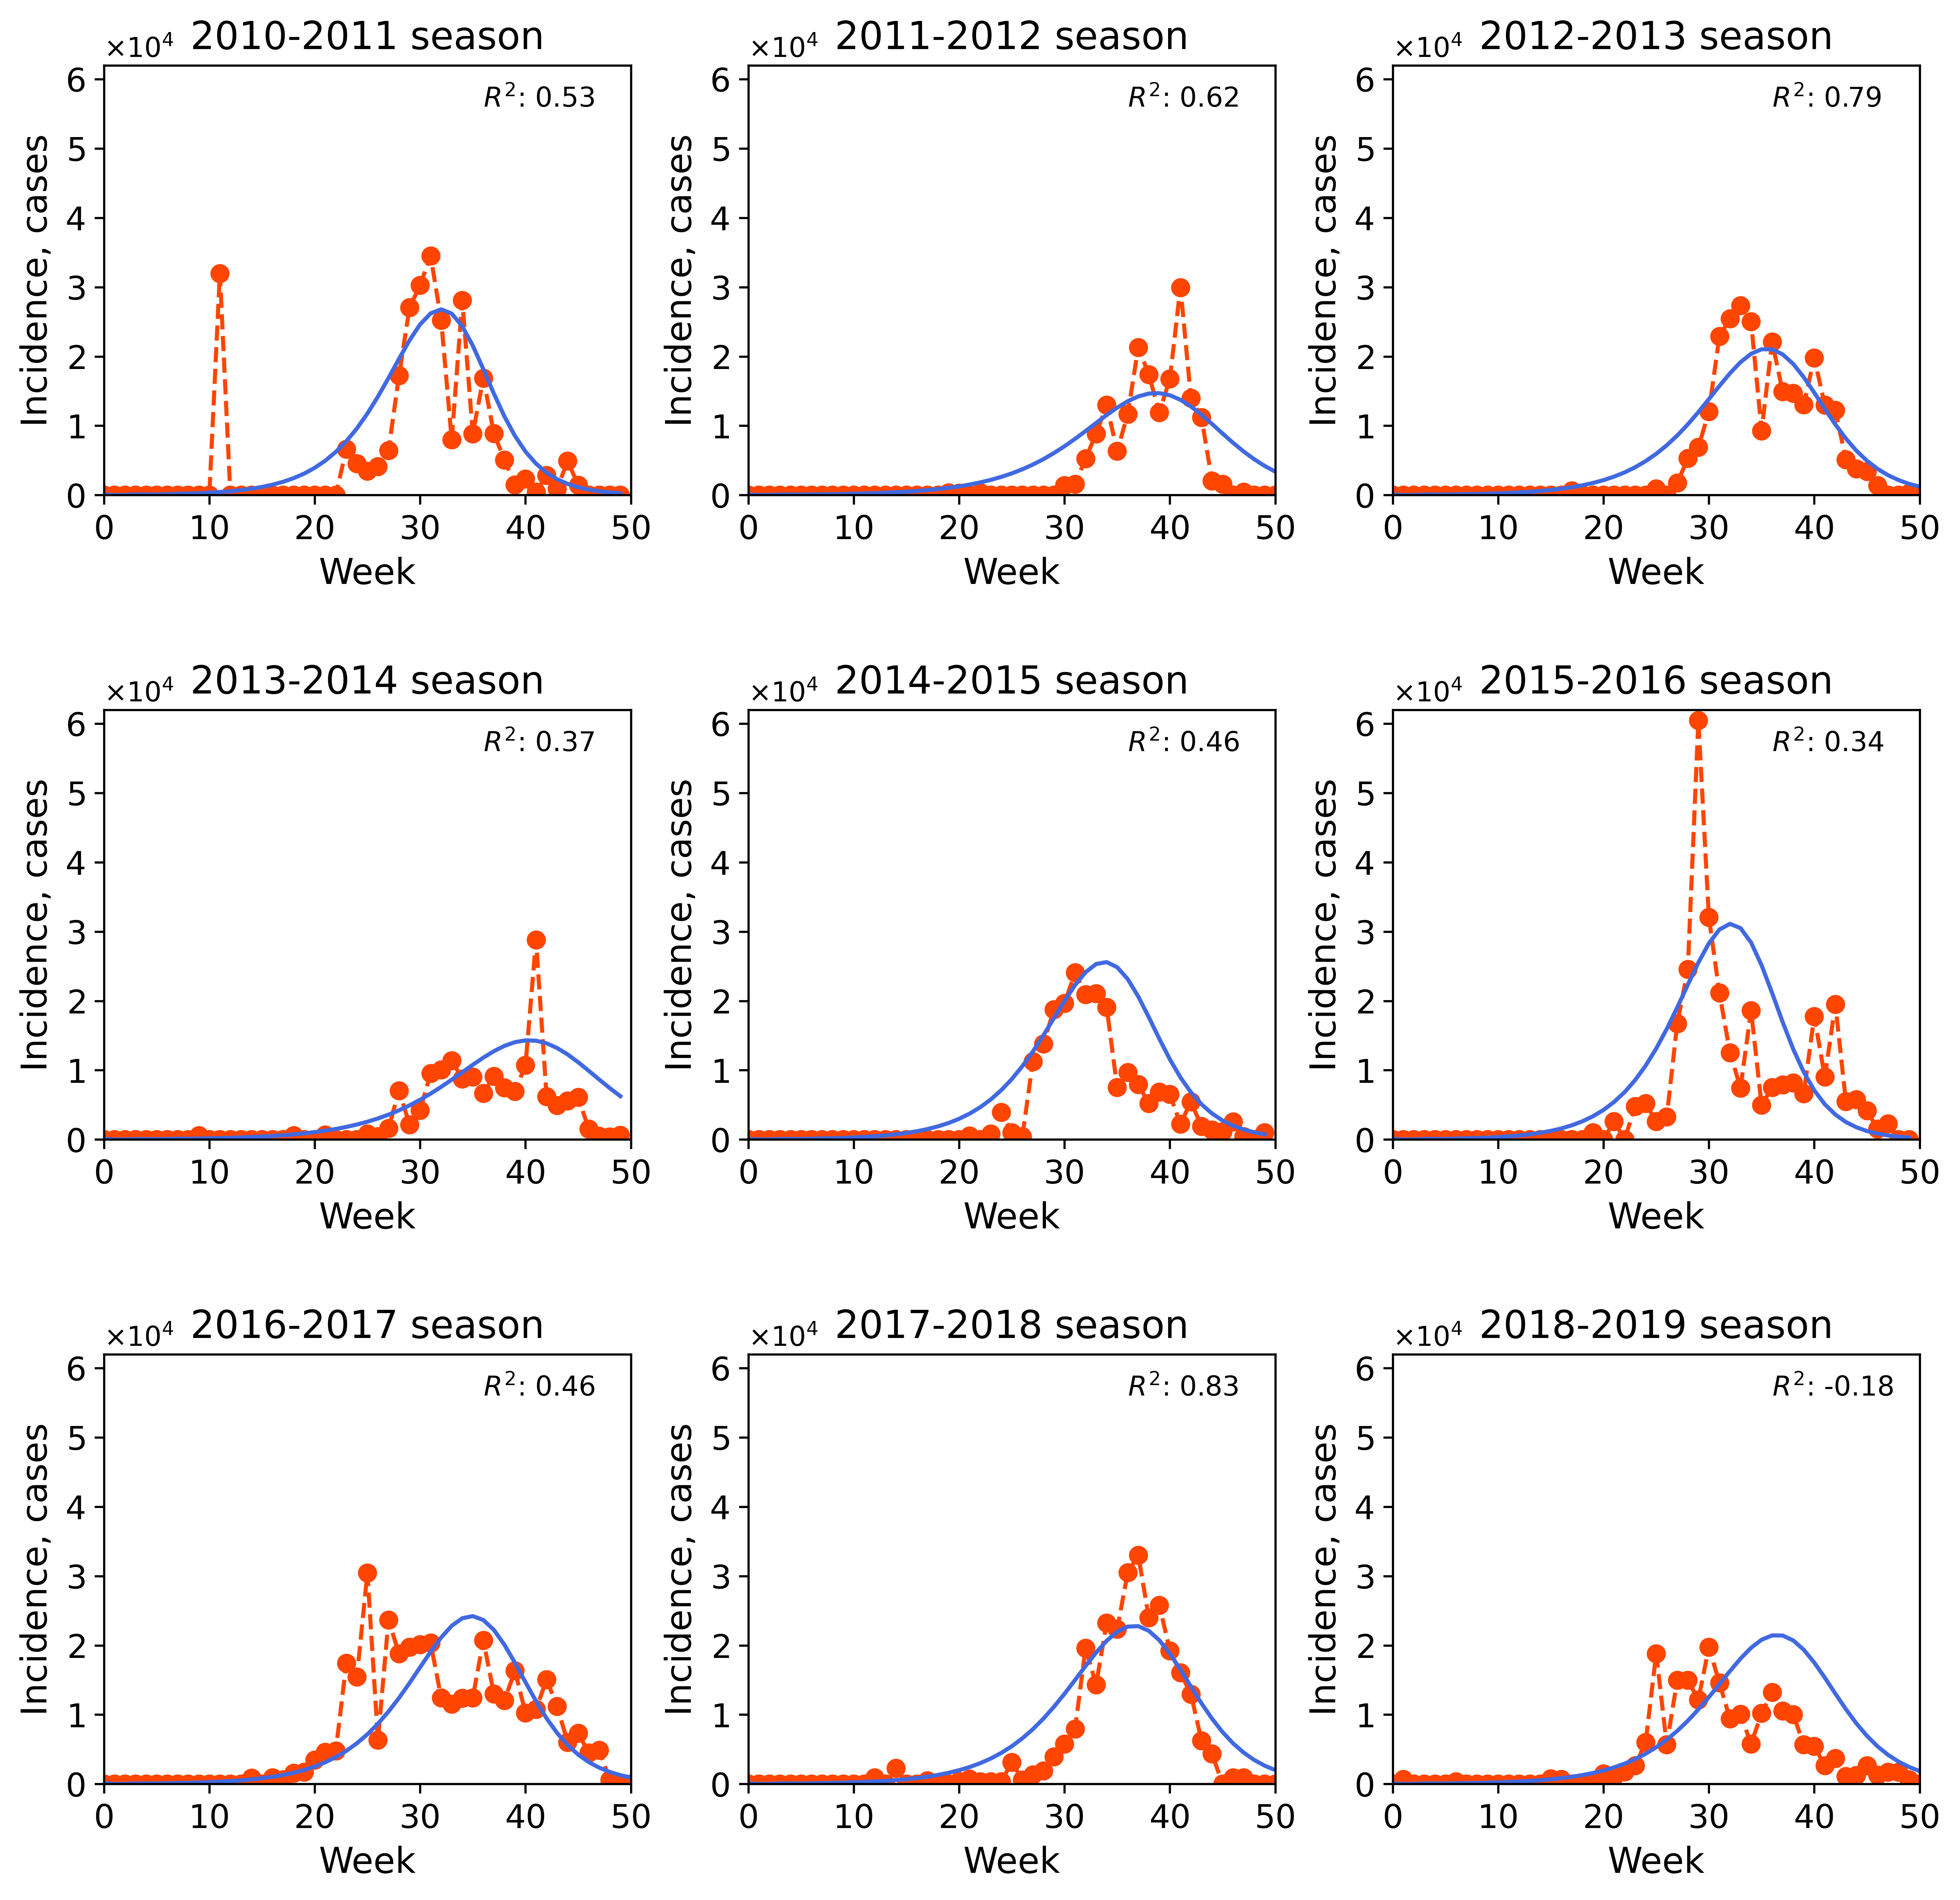 ×10⁴ 2010-2011 season
R²: 0.53
Incidence, cases
6
5
4
3
2
1
0
0 10 20 30 40 50
Week
×10⁴ 2011-2012 season
R²: 0.62
Incidence, cases
6
5
4
3
2
1
0
0 10 20 30 40 50
Week
×10⁴ 2012-2013 season
R²: 0.79
Incidence, cases
6
5
4
3
2
1
0
0 10 20 30 40 50
Week
×10⁴ 2013-2014 season
R²: 0.37
Incidence, cases
6
5
4
3
2
1
0
0 10 20 30 40 50
Week
×10⁴ 2014-2015 season
R²: 0.46
Incidence, cases
6
5
4
3
2
1
0
0 10 20 30 40 50
Week
×10⁴ 2015-2016 season
R²: 0.34
Incidence, cases
6
5
4
3
2
1
0
0 10 20 30 40 50
Week
×10⁴ 2016-2017 season
R²: 0.46
Incidence, cases
6
5
4
3
2
1
0
0 10 20 30 40 50
Week
×10⁴ 2017-2018 season
R²: 0.83
Incidence, cases
6
5
4
3
2
1
0
0 10 20 30 40 50
Week
×10⁴ 2018-2019 season
R²: -0.18
Incidence, cases
6
5
4
3
2
1
0
0 10 20 30 40 50
Week